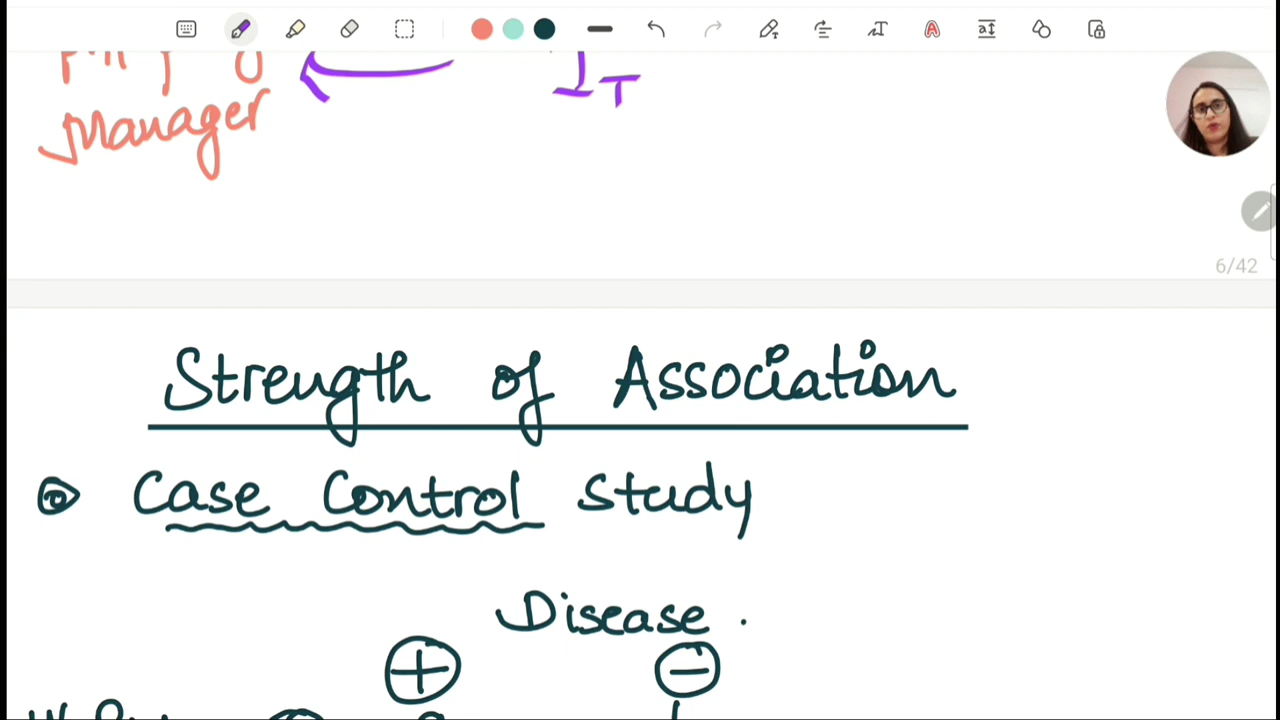 Manager
I T
6/42
Strength of Association
Case Control Study
Disease.
+ −